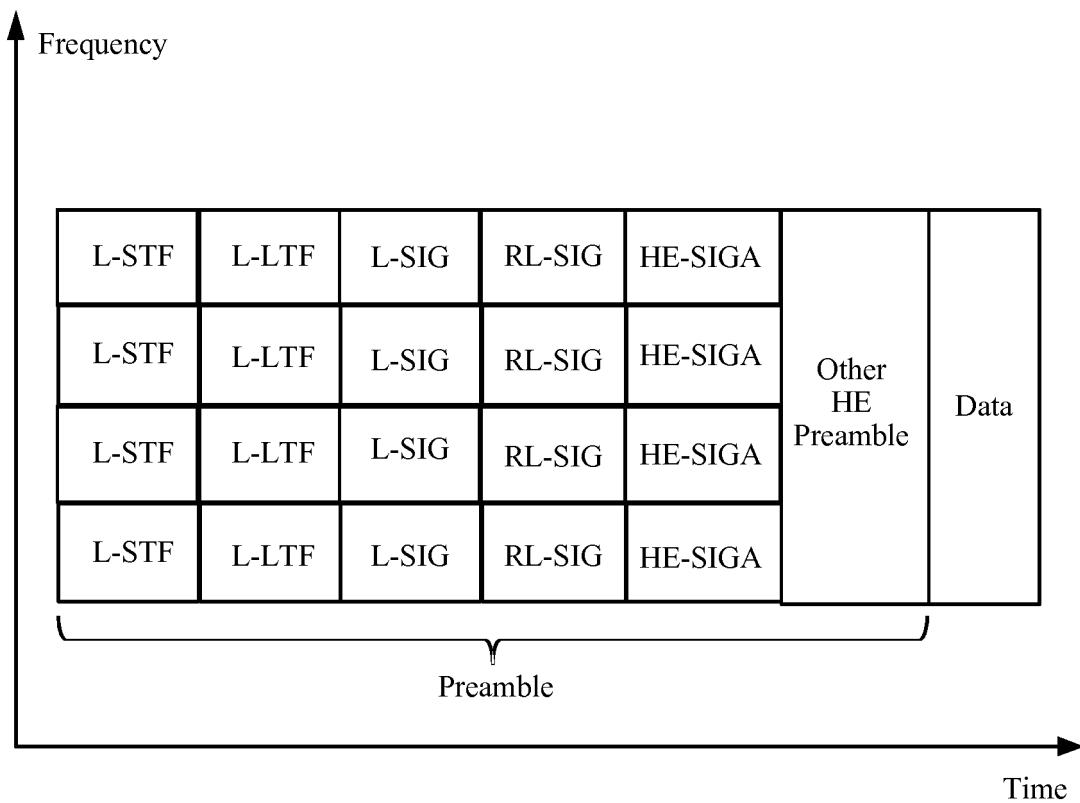 Frequency
L-STF L-LTF L-SIG RL-SIG HE-SIGA
L-STF L-LTF L-SIG RL-SIG HE-SIGA
L-STF L-LTF L-SIG RL-SIG HE-SIGA
L-STF L-LTF L-SIG RL-SIG HE-SIGA
Other
HE
Preamble
Data
Preamble
Time